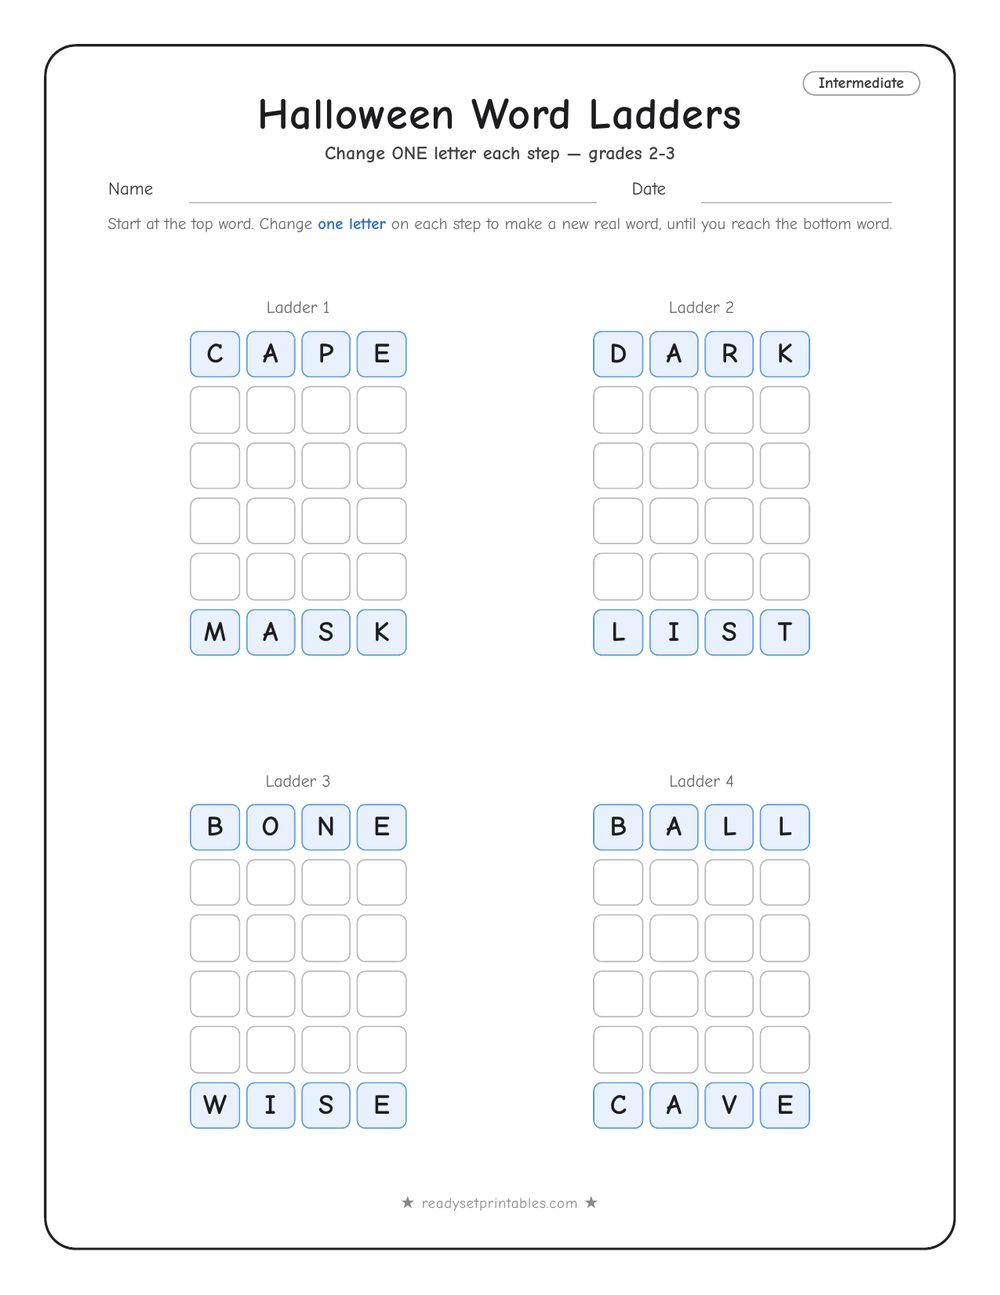 Intermediate
Halloween Word Ladders
Change ONE letter each step — grades 2-3
Name Date
Start at the top word. Change one letter on each step to make a new real word, until you reach the bottom word.
Ladder 1
C A P E
M A S K
Ladder 2
D A R K
L I S T
Ladder 3
B O N E
W I S E
Ladder 4
B A L L
C A V E
★ readysetprintables.com ★